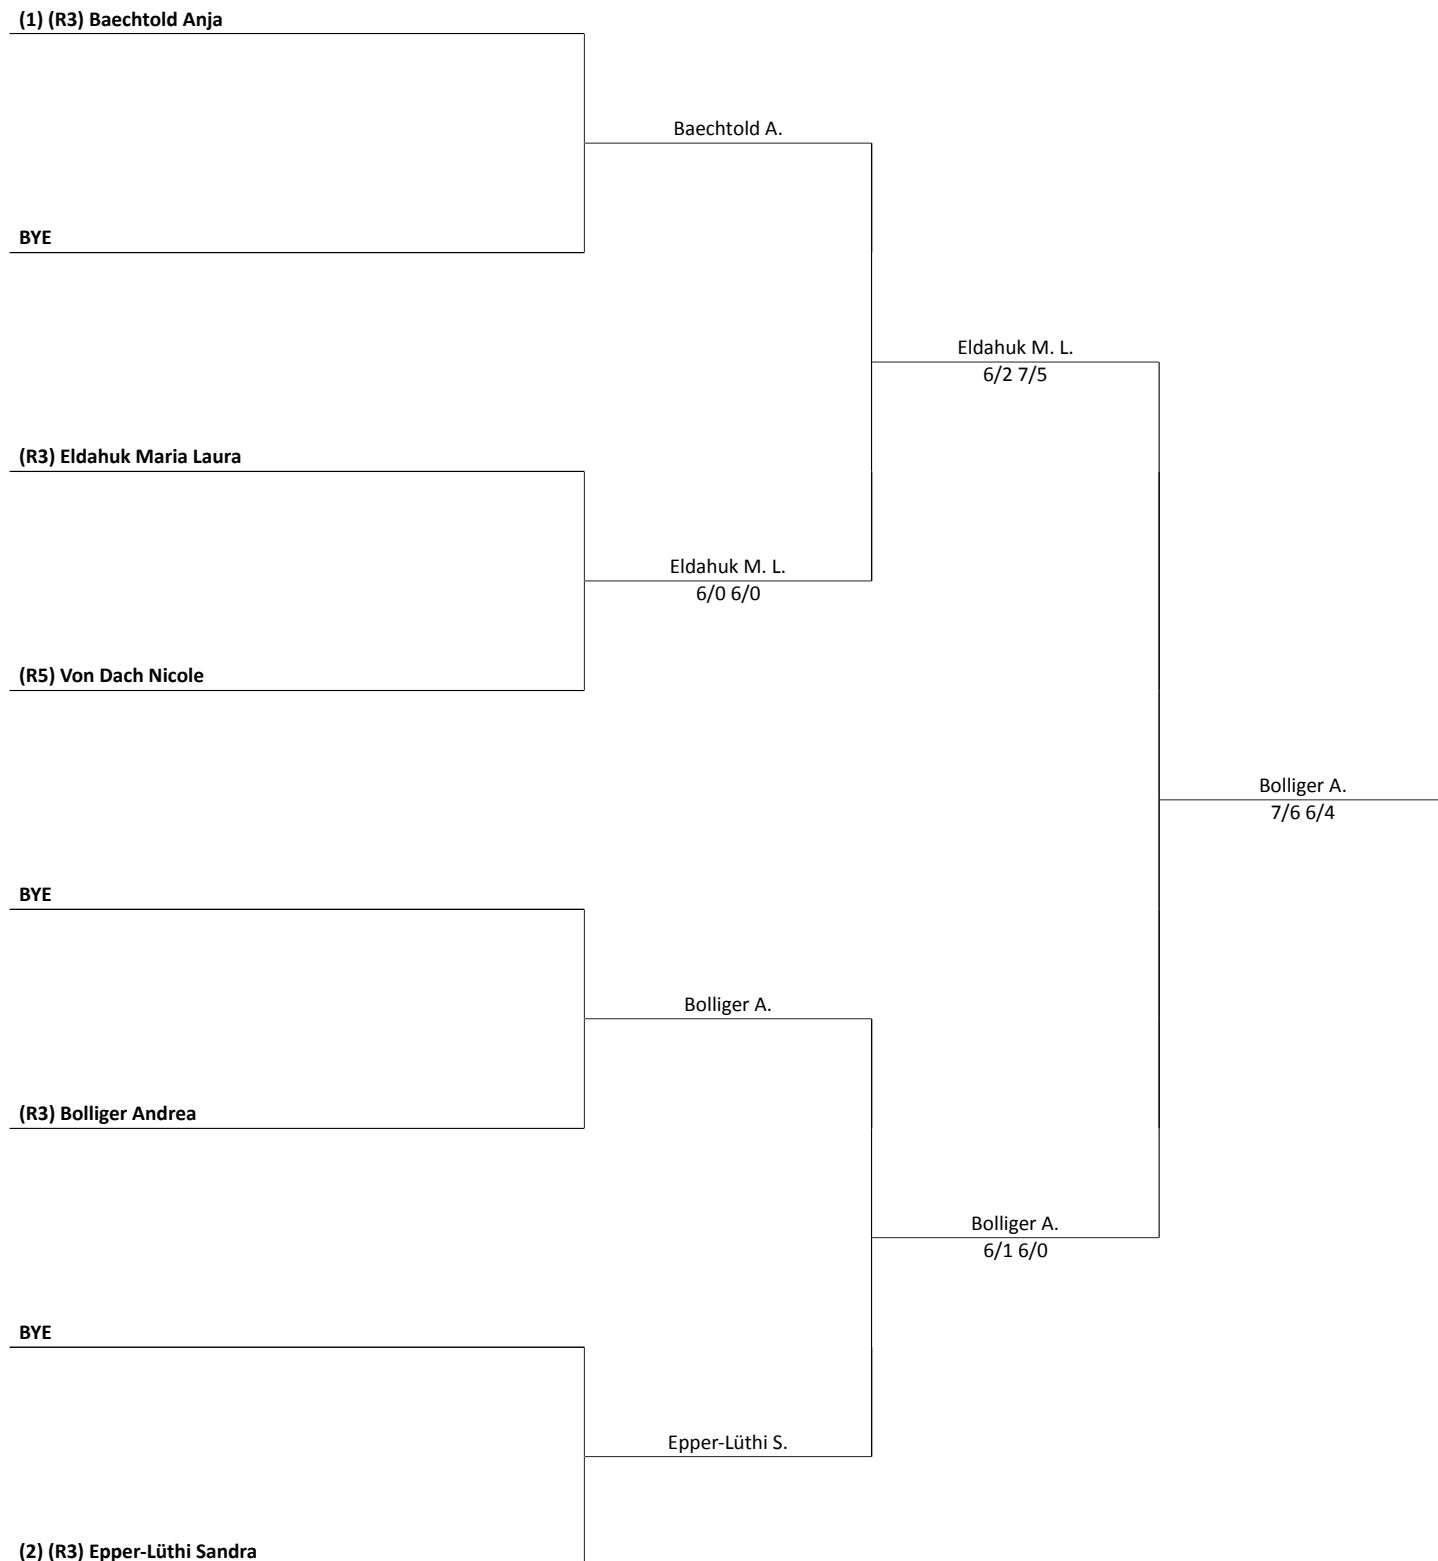 (1) (R3) Baechtold Anja
Baechtold A.
BYE
Eldahuk M. L.
6/2 7/5
(R3) Eldahuk Maria Laura
Eldahuk M. L.
6/0 6/0
(R5) Von Dach Nicole
Bolliger A.
7/6 6/4
BYE
Bolliger A.
(R3) Bolliger Andrea
Bolliger A.
6/1 6/0
BYE
Epper-Lüthi S.
(2) (R3) Epper-Lüthi Sandra